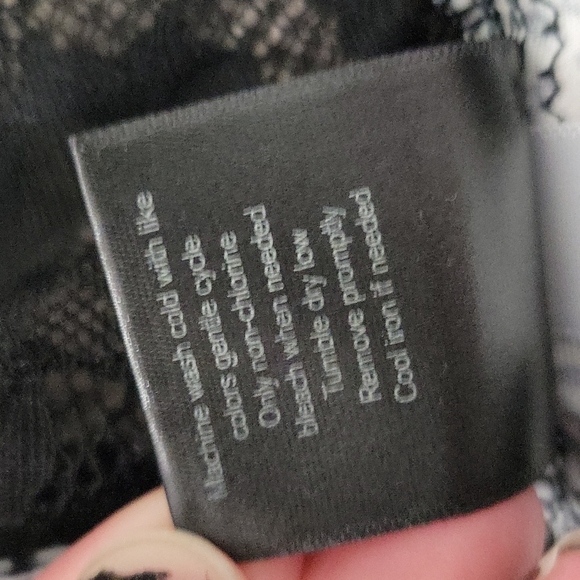 Machine wash cold with like
colors gentle cycle
Only non-chlorine
bleach when needed
Tumble dry low
Remove promptly
Cool iron if needed